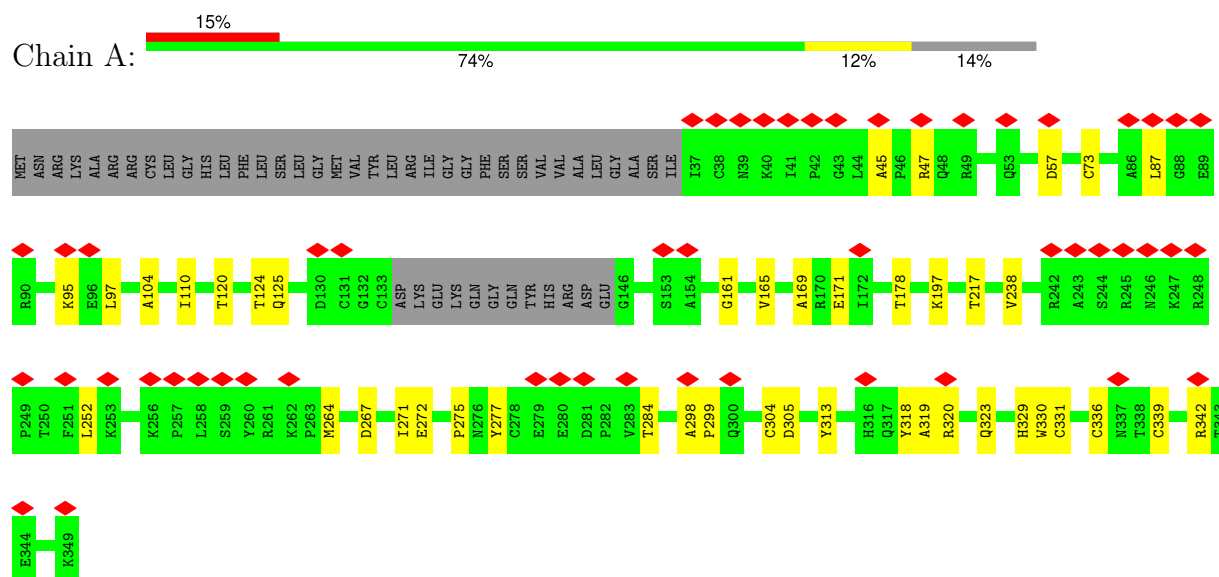 15%
Chain A:
74% 12% 14%
MET ASN ARG LYS ALA ARG ARG CYS LEU GLY HIS LEU PHE LEU SER LEU GLY MET VAL TYR LEU ARG ILE GLY GLY PHE SER SER VAL VAL ALA LEU GLY ALA SER ILE I37 C38 N39 K40 I41 P42 G43 L44 A45 P46 R47 Q48 R49 Q53 D57 C73 A86 L87 G88 E89
R90 K95 E96 L97 A104 I110 T120 T124 Q125 D130 C131 G132 C133 ASP LYS GLU LYS GLN GLY GLN TYR HIS ARG ASP GLU G146 S153 A154 G161 V165 A169 R170 E171 I172 T178 K197 T217 V238 R242 A243 S244 R245 N246 K247 R248
P249 T250 F251 L252 K253 K256 P257 L258 S259 Y260 R261 K262 P263 M264 D267 I271 E272 P275 N276 Y277 C278 E279 E280 D281 P282 V283 T284 A298 P299 Q300 C304 D305 Y313 H316 Q317 Y318 A319 R320 Q323 H329 W330 C331 C336 N337 T338 C339 R342 T343
E344 K349